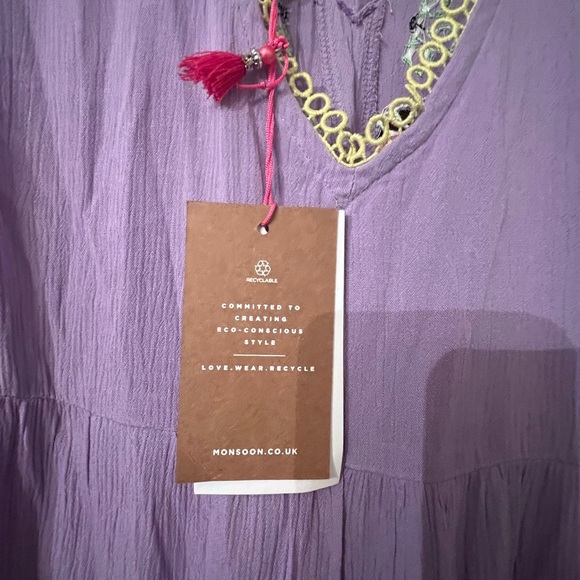 RECYCLABLE
COMMITTED TO
CREATING
ECO-CONSCIOUS
STYLE
LOVE.WEAR.RECYCLE
MONSOON.CO.UK